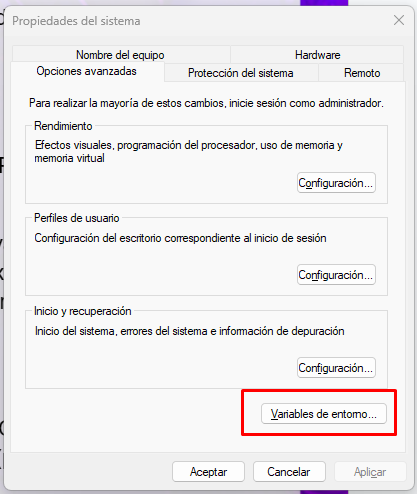 Propiedades del sistema
Nombre del equipo
Hardware
Opciones avanzadas
Protección del sistema
Remoto
Para realizar la mayoría de estos cambios, inicie sesión como administrador.
Rendimiento
Efectos visuales, programación del procesador, uso de memoria y
memoria virtual
Configuración...
Perfiles de usuario
Configuración del escritorio correspondiente al inicio de sesión
Configuración...
Inicio y recuperación
Inicio del sistema, errores del sistema e información de depuración
Configuración...
Variables de entorno...
Aceptar
Cancelar
Aplicar